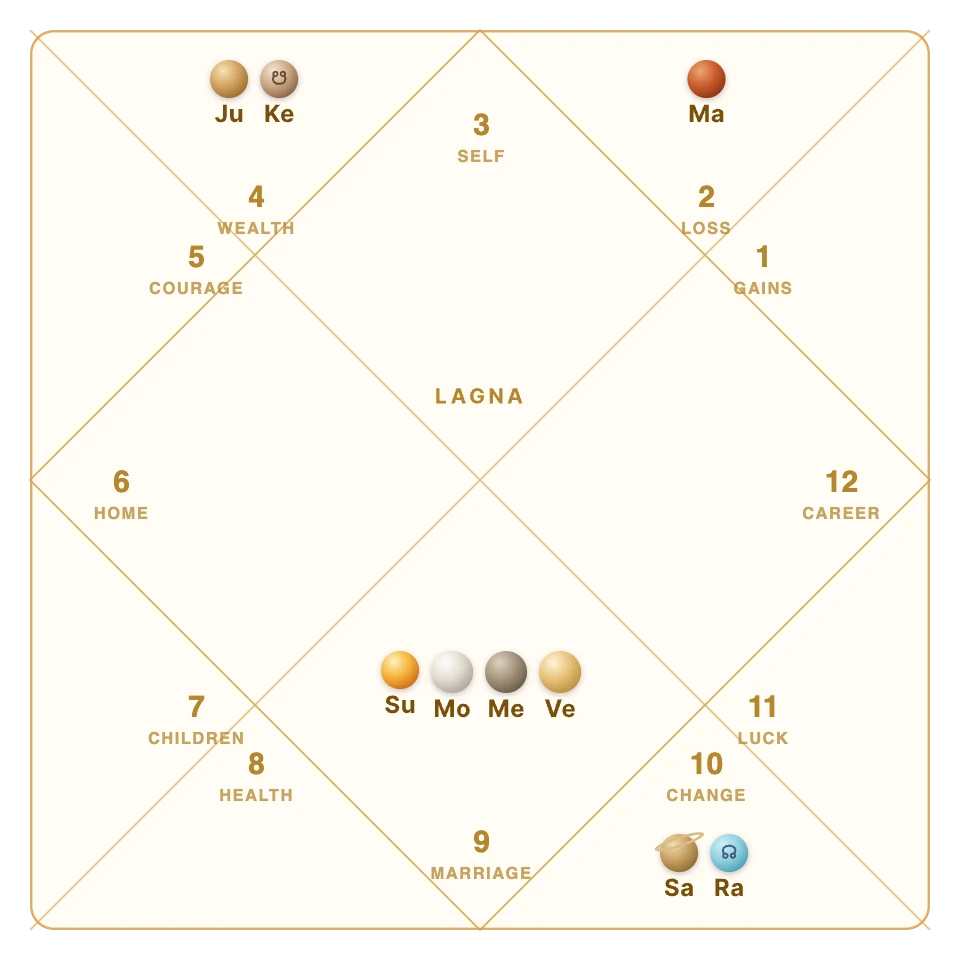 Ju Ke
Ma
3
SELF
4
WEALTH
2
LOSS
5
COURAGE
1
GAINS
LAGNA
6
HOME
12
CAREER
Su Mo Me Ve
7
CHILDREN
11
LUCK
8
HEALTH
10
CHANGE
9
MARRIAGE
Sa Ra